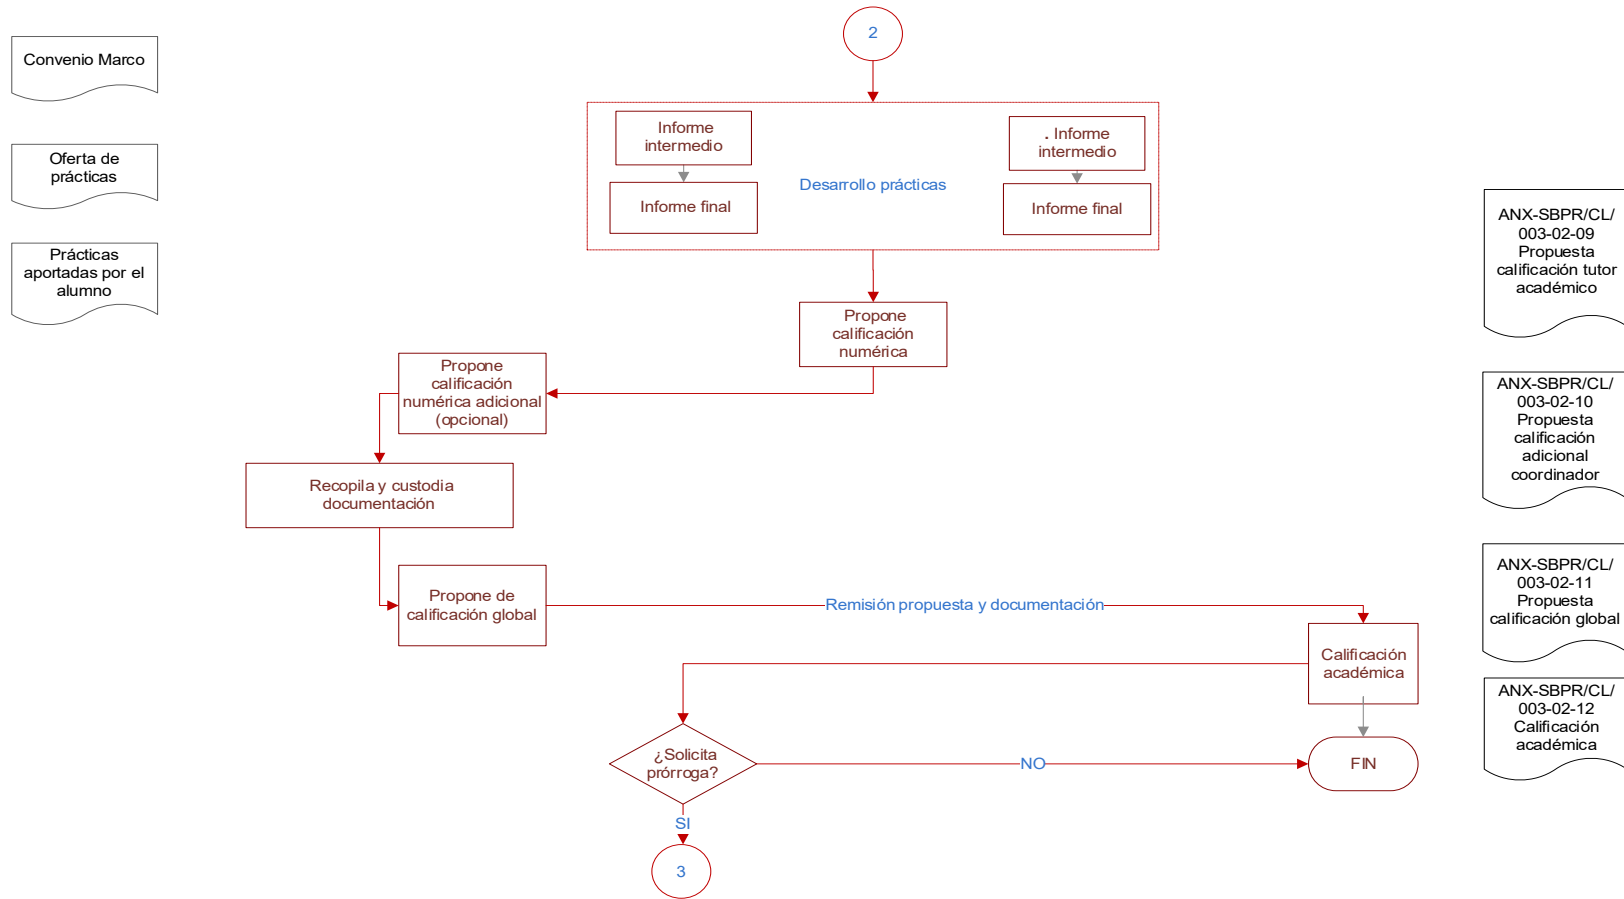 2
Convenio Marco
Oferta de
prácticas
Prácticas
aportadas por el
alumno
Informe
intermedio
Informe final
Desarrollo prácticas
. Informe
intermedio
Informe final
Propone
calificación
numérica
Propone
calificación
numérica adicional
(opcional)
Recopila y custodia
documentación
Propone de
calificación global
Remisión propuesta y documentación
Calificación
académica
¿Solicita
prórroga?
NO
FIN
SI
3
ANX-SBPR/CL/
003-02-09
Propuesta
calificación tutor
académico
ANX-SBPR/CL/
003-02-10
Propuesta
calificación
adicional
coordinador
ANX-SBPR/CL/
003-02-11
Propuesta
calificación global
ANX-SBPR/CL/
003-02-12
Calificación
académica